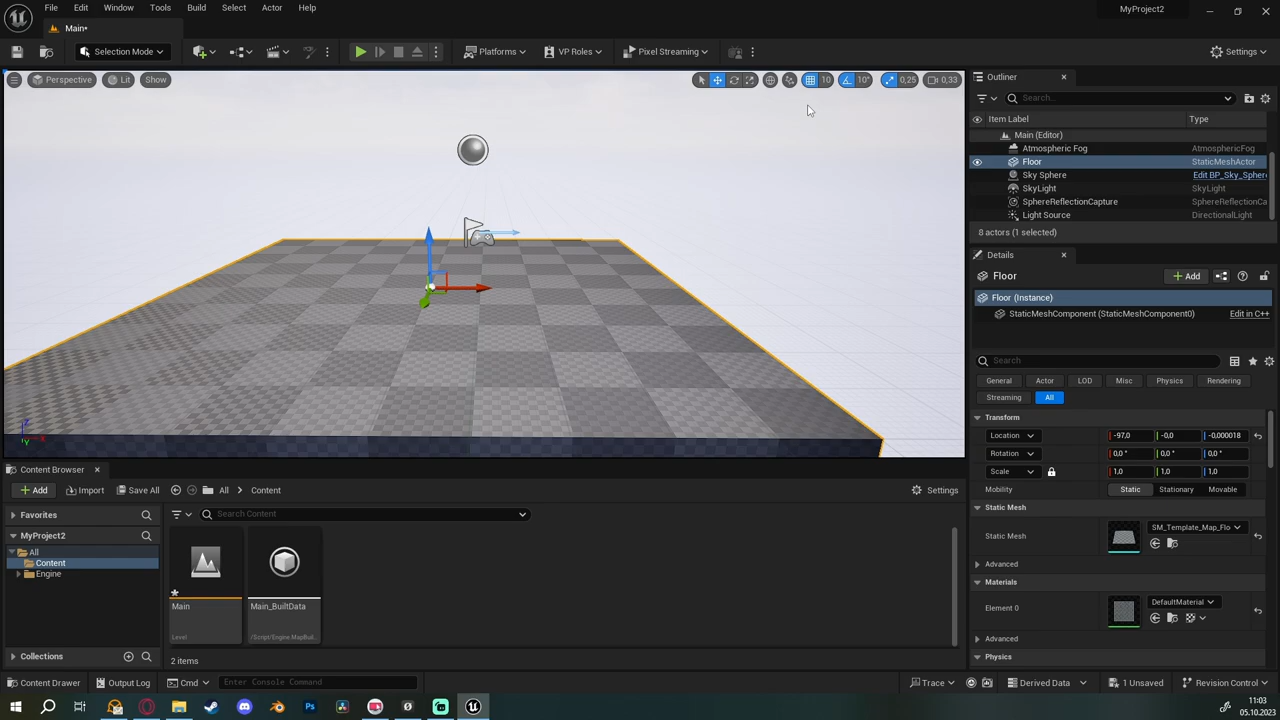 File Edit Window Tools Build Select Actor Help
MyProject2
Main*
Selection Mode Platforms VP Roles Pixel Streaming Settings
Perspective Lit Show 10 10° 0,25 0,33
Outliner
Search...
Item Label Type
Main (Editor)
Atmospheric Fog AtmosphericFog
Floor StaticMeshActor
Sky Sphere Edit BP_Sky_Sphere
SkyLight SkyLight
SphereReflectionCapture SphereReflectionCa
Light Source DirectionalLight
8 actors (1 selected)
Details
Floor Add
Floor (Instance)
StaticMeshComponent (StaticMeshComponent0) Edit in C++
Search
General Actor LOD Misc Physics Rendering
Streaming All
Transform
Location -97,0 -0,0 -0,000018
Rotation 0,0 ° 0,0 ° 0,0 °
Scale 1,0 1,0 1,0
Mobility Static Stationary Movable
Static Mesh
Static Mesh SM_Template_Map_Flo
Advanced
Materials
Element 0 DefaultMaterial
Advanced
Physics
Z X Y
Content Browser
Add Import Save All All Content Settings
Favorites
Search Content
MyProject2
All
Content
Engine
Collections
Main
Level
Main_BuiltData
/Script/Engine.MapBuil...
2 items
Content Drawer Output Log Cmd Enter Console Command Trace Derived Data 1 Unsaved Revision Control
11:03
05.10.2023